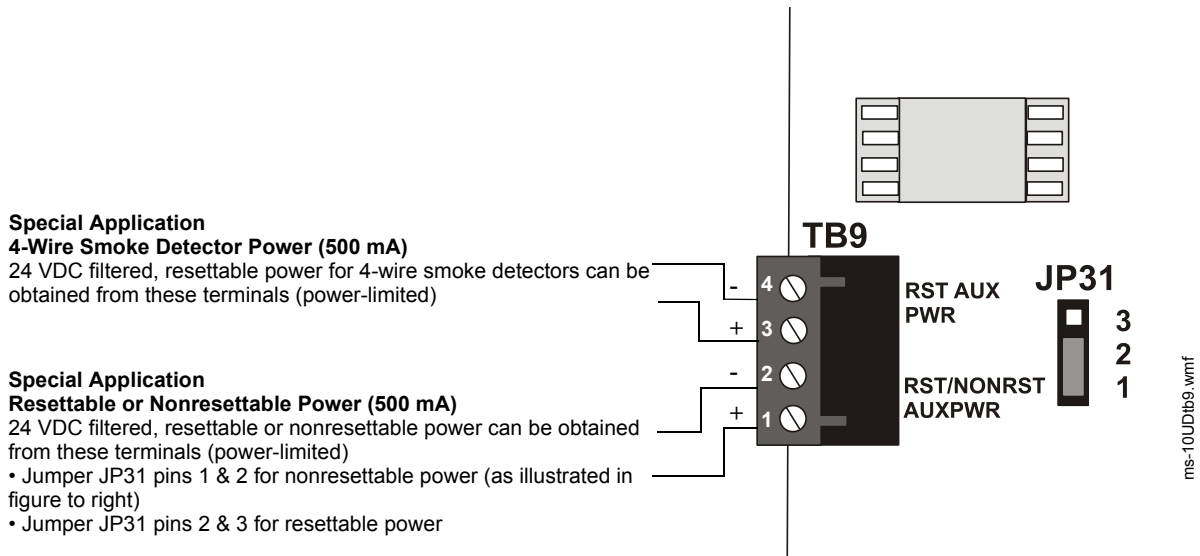 Special Application
4-Wire Smoke Detector Power (500 mA)
24 VDC filtered, resettable power for 4-wire smoke detectors can be
obtained from these terminals (power-limited)
Special Application
Resettable or Nonresettable Power (500 mA)
24 VDC filtered, resettable or nonresettable power can be obtained
from these terminals (power-limited)
• Jumper JP31 pins 1 & 2 for nonresettable power (as illustrated in
figure to right)
• Jumper JP31 pins 2 & 3 for resettable power
TB9
- 4
+ 3
- 2
+ 1
RST AUX
PWR
RST/NONRST
AUXPWR
JP31
3
2
1
ms-10UDtb9.wmf